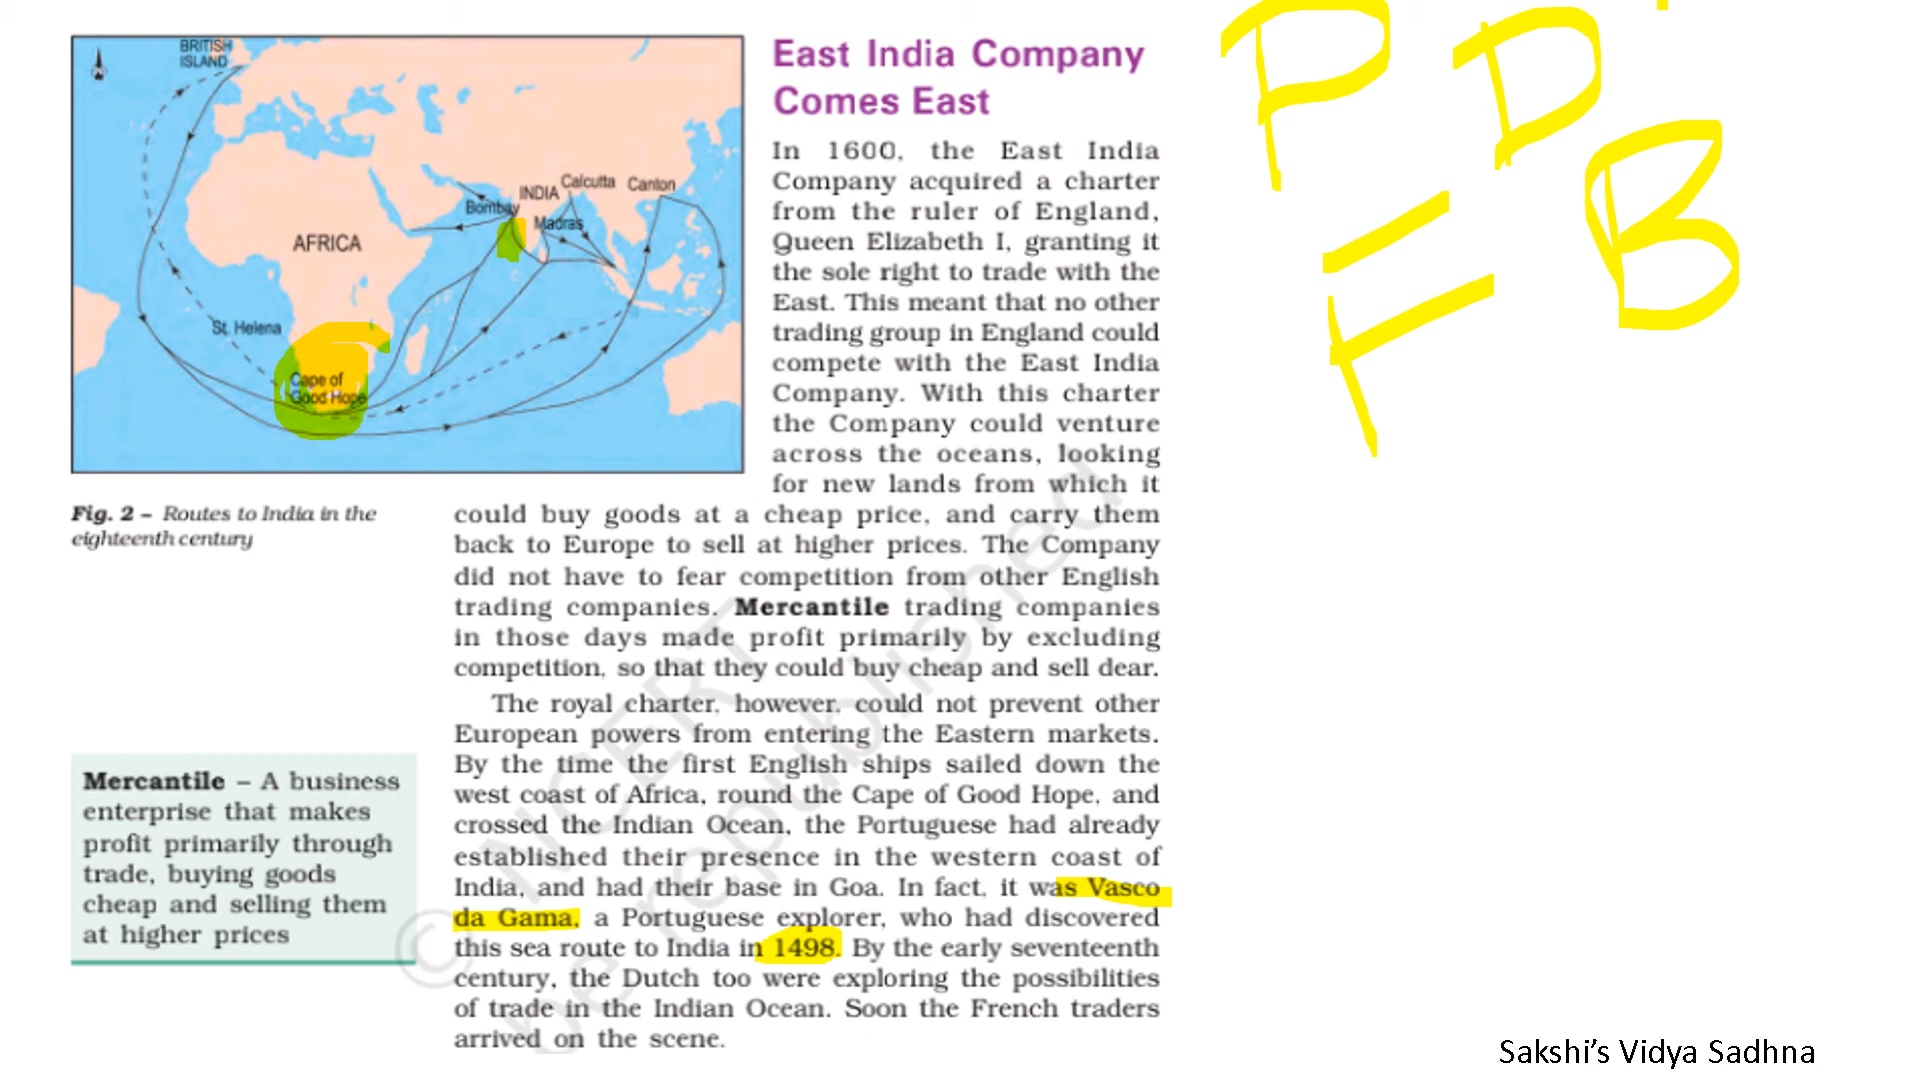 BRITISH
ISLAND
INDIA
Calcutta
Canton
Bombay
Madras
AFRICA
St. Helena
Cape of
Good Hope
Fig. 2 – Routes to India in the
eighteenth century
East India Company
Comes East
In 1600, the East India
Company acquired a charter
from the ruler of England,
Queen Elizabeth I, granting it
the sole right to trade with the
East. This meant that no other
trading group in England could
compete with the East India
Company. With this charter
the Company could venture
across the oceans, looking
for new lands from which it
could buy goods at a cheap price, and carry them
back to Europe to sell at higher prices. The Company
did not have to fear competition from other English
trading companies. Mercantile trading companies
in those days made profit primarily by excluding
competition, so that they could buy cheap and sell dear.
The royal charter, however, could not prevent other
European powers from entering the Eastern markets.
By the time the first English ships sailed down the
west coast of Africa, round the Cape of Good Hope, and
crossed the Indian Ocean, the Portuguese had already
established their presence in the western coast of
India, and had their base in Goa. In fact, it was Vasco
da Gama, a Portuguese explorer, who had discovered
this sea route to India in 1498. By the early seventeenth
century, the Dutch too were exploring the possibilities
of trade in the Indian Ocean. Soon the French traders
arrived on the scene.
Mercantile – A business
enterprise that makes
profit primarily through
trade, buying goods
cheap and selling them
at higher prices
© NCERT
be republished
P D
F B
Sakshi's Vidya Sadhna